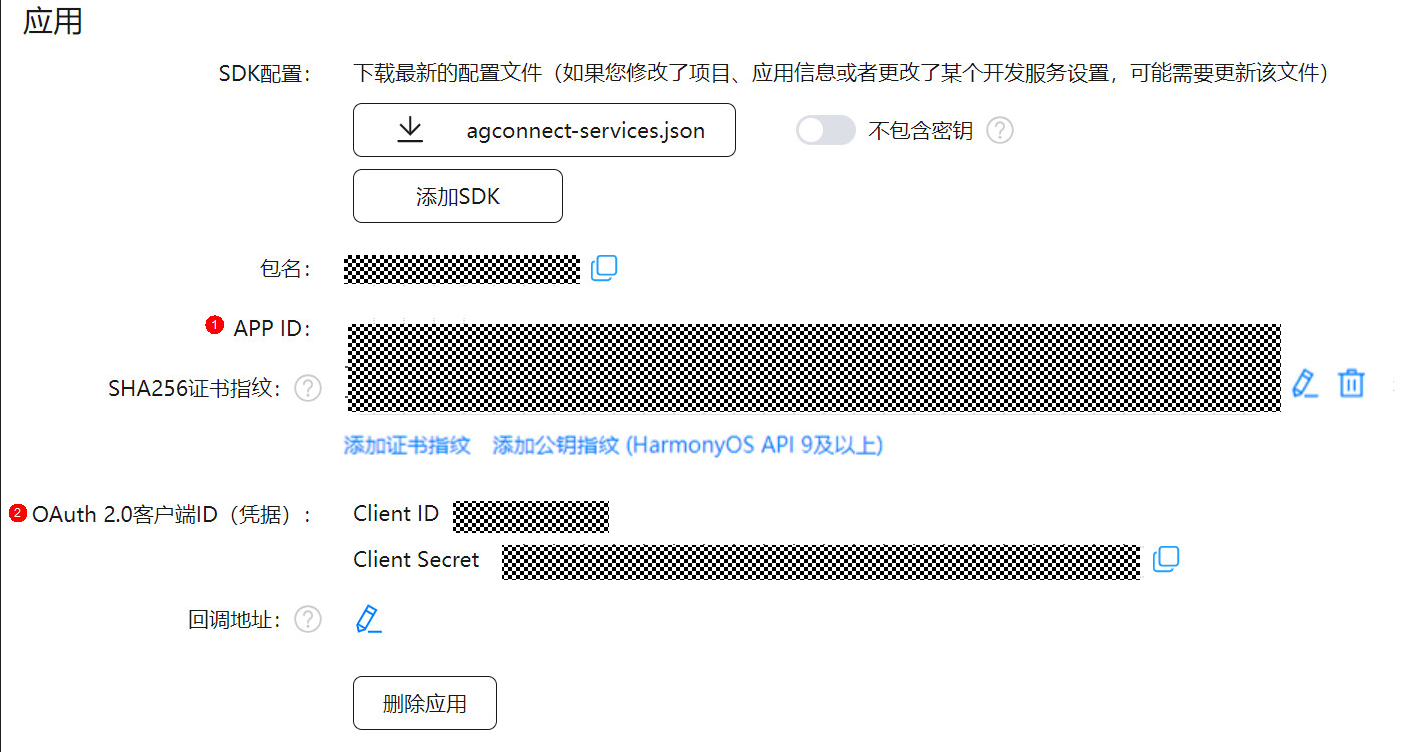 应用
SDK配置： 下载最新的配置文件（如果您修改了项目、应用信息或者更改了某个开发服务设置，可能需要更新该文件）
agconnect-services.json 不包含密钥 ?
添加SDK
包名：
1 APP ID：
SHA256证书指纹： ?
添加证书指纹 添加公钥指纹 (HarmonyOS API 9及以上)
2 OAuth 2.0客户端ID（凭据）： Client ID
Client Secret
回调地址： ?
删除应用